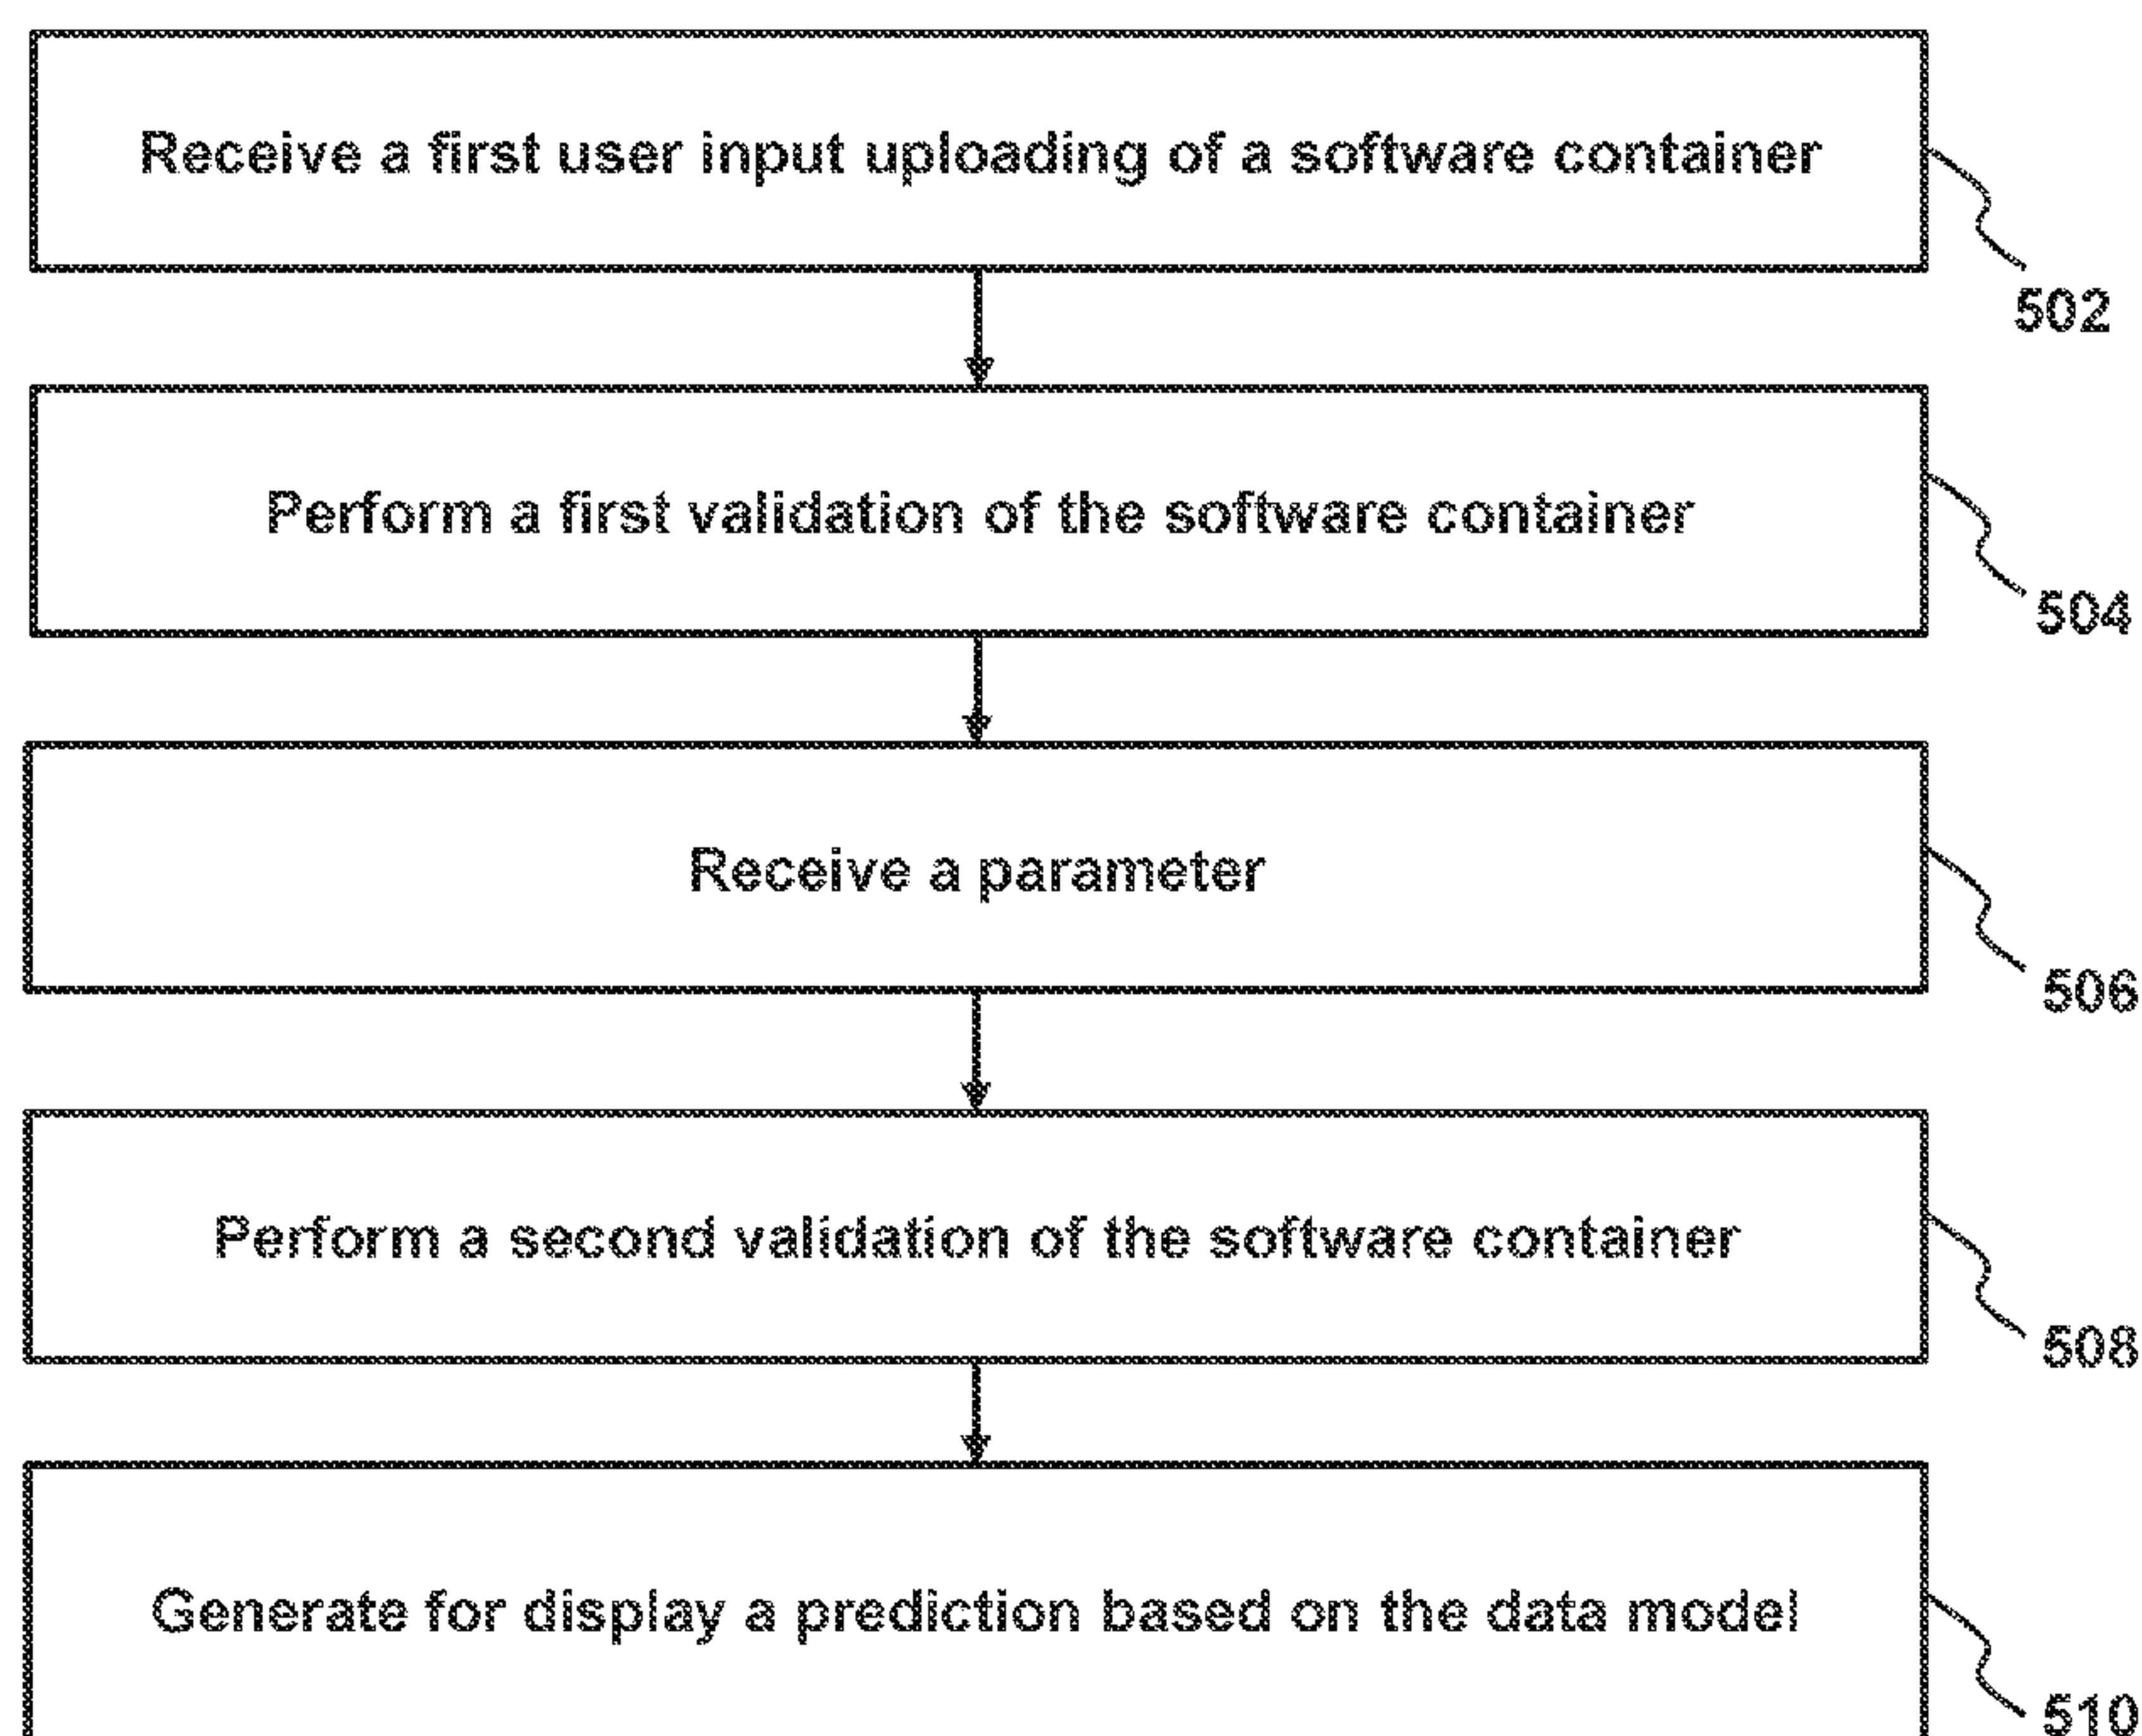 Receive a first user input uploading of a software container
502
Perform a first validation of the software container
504
Receive a parameter
506
Perform a second validation of the software container
508
Generate for display a prediction based on the data model
510